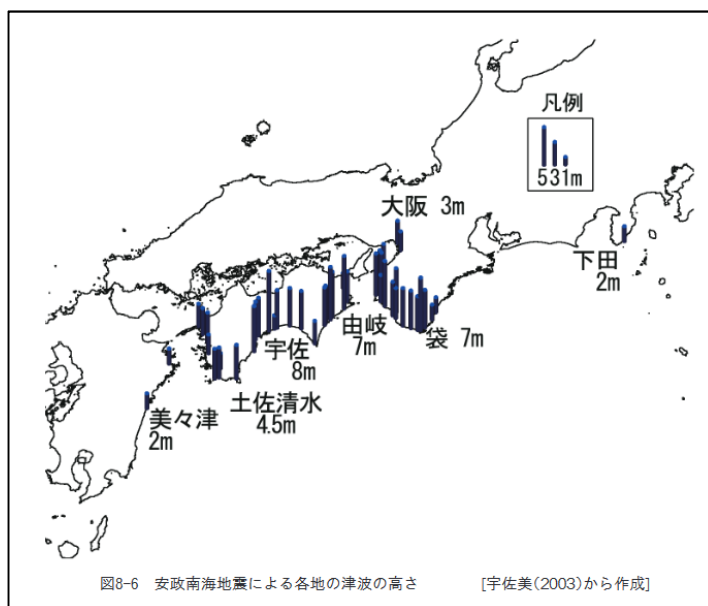 凡例
531m
大阪 3m
下田
2m
由岐
7m
袋 7m
宇佐
8m
土佐清水
4.5m
美々津
2m
図8-6 安政南海地震による各地の津波の高さ [宇佐美(2003)から作成]